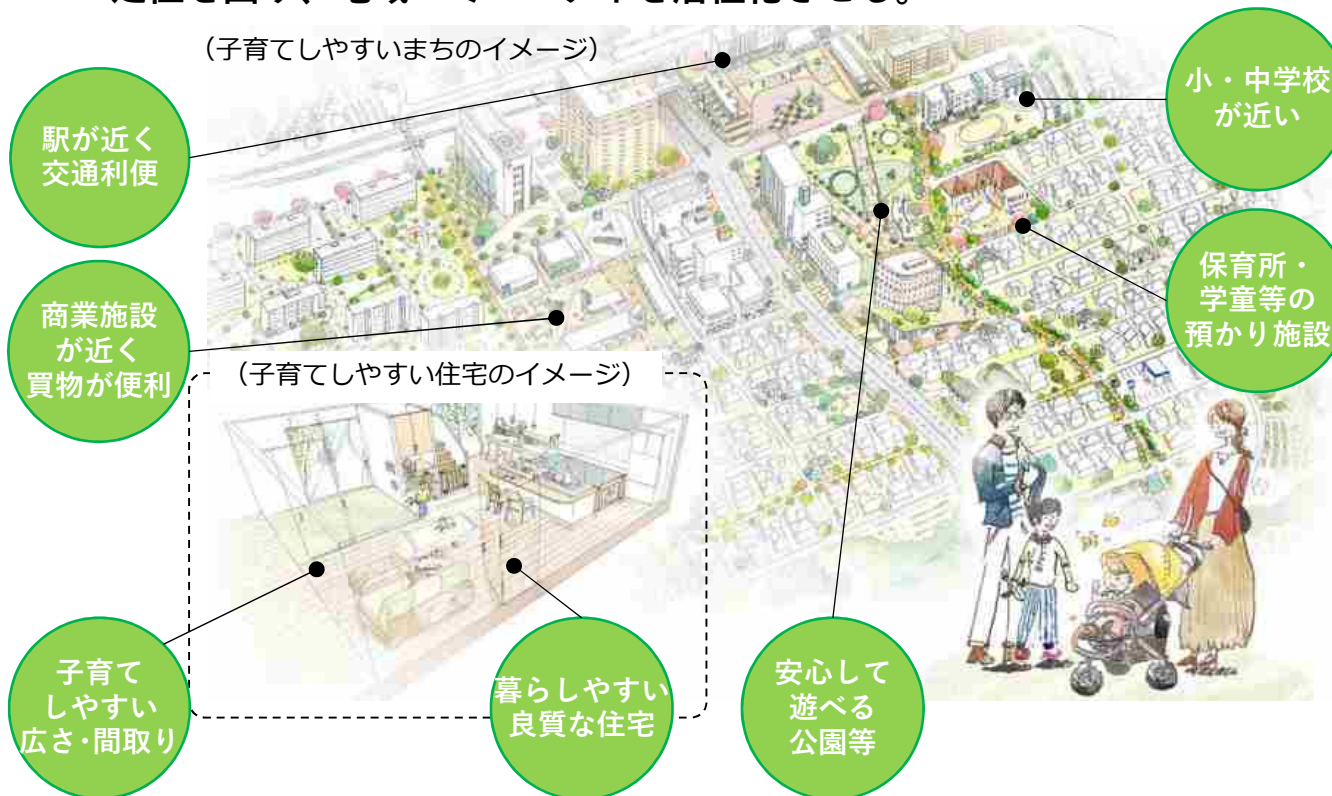 （子育てしやすいまちのイメージ）
駅が近く
交通利便
小・中学校
が近い
商業施設
が近く
買物が便利
保育所・
学童等の
預かり施設
（子育てしやすい住宅のイメージ）
子育て
しやすい
広さ・間取り
暮らしやすい
良質な住宅
安心して
遊べる
公園等